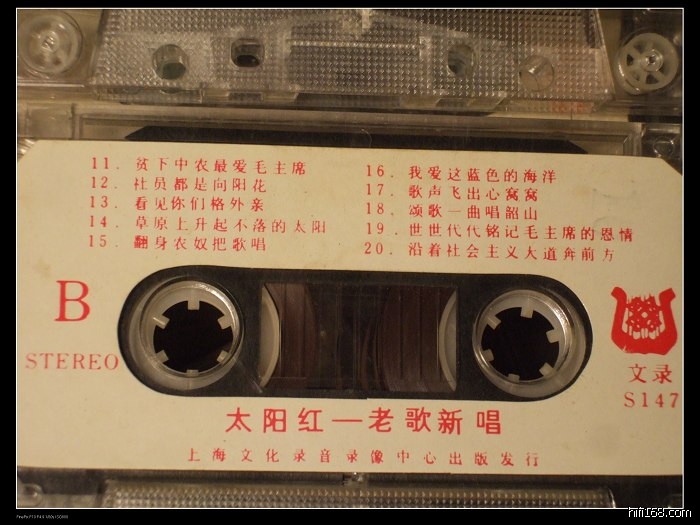 11. 贫下中农最爱毛主席
12. 社员都是向阳花
13. 看见你们格外亲
14. 草原上升起不落的太阳
15. 翻身农奴把歌唱
16. 我爱这蓝色的海洋
17. 歌声飞出心窝窝
18. 颂歌一曲唱韶山
19. 世世代代铭记毛主席的恩情
20. 沿着社会主义大道奔前方
B
STEREO
文录
S147
太阳红—老歌新唱
上海文化录音录像中心出版发行
hifi168.com